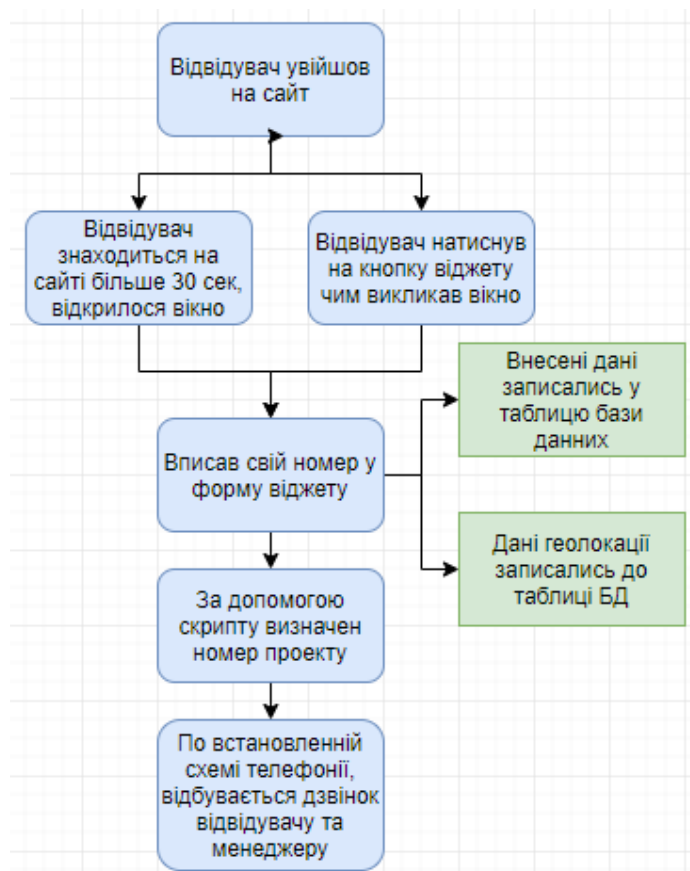 Відвідувач увійшов
на сайт
Відвідувач
знаходиться на
сайті більше 30 сек,
відкрилося вікно
Відвідувач натиснув
на кнопку віджету
чим викликав вікно
Внесені дані
записались у
таблицю бази
данних
Вписав свій номер у
форму віджету
Дані геолокації
записались до
таблиці БД
За допомогою
скрипту визначен
номер проекту
По встановленній
схемі телефонії,
відбувається дзвінок
відвідувачу та
менеджеру